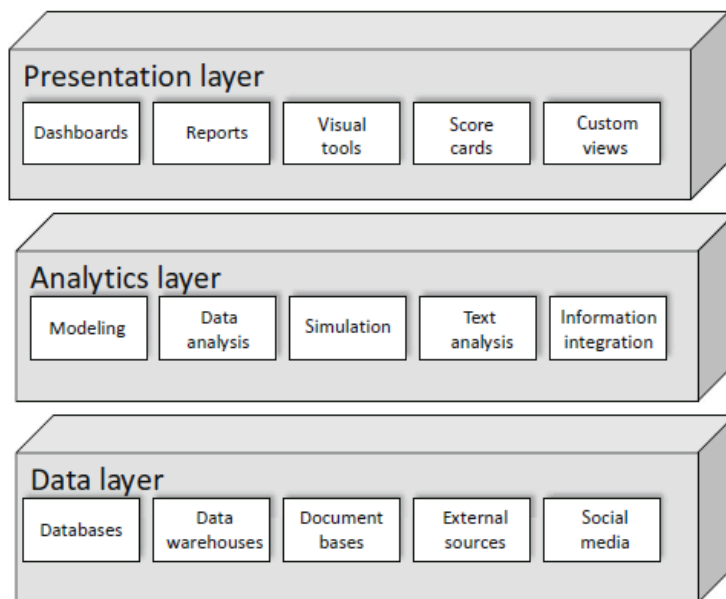 Presentation layer
Dashboards
Reports
Visual
tools
Score
cards
Custom
views
Analytics layer
Modeling
Data
analysis
Simulation
Text
analysis
Information
integration
Data layer
Databases
Data
warehouses
Document
bases
External
sources
Social
media